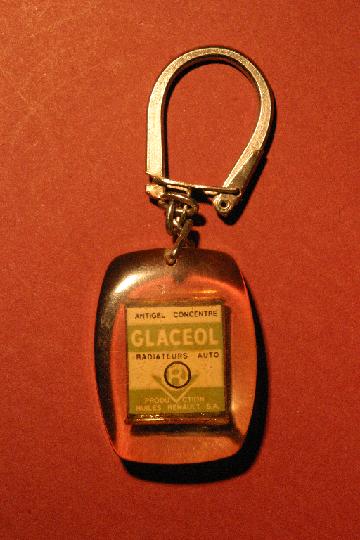 ANTIGEL CONCENTRE
GLACEOL
RADIATEURS AUTO
R
PRODUCTION
HUILES RENAULT S.A.